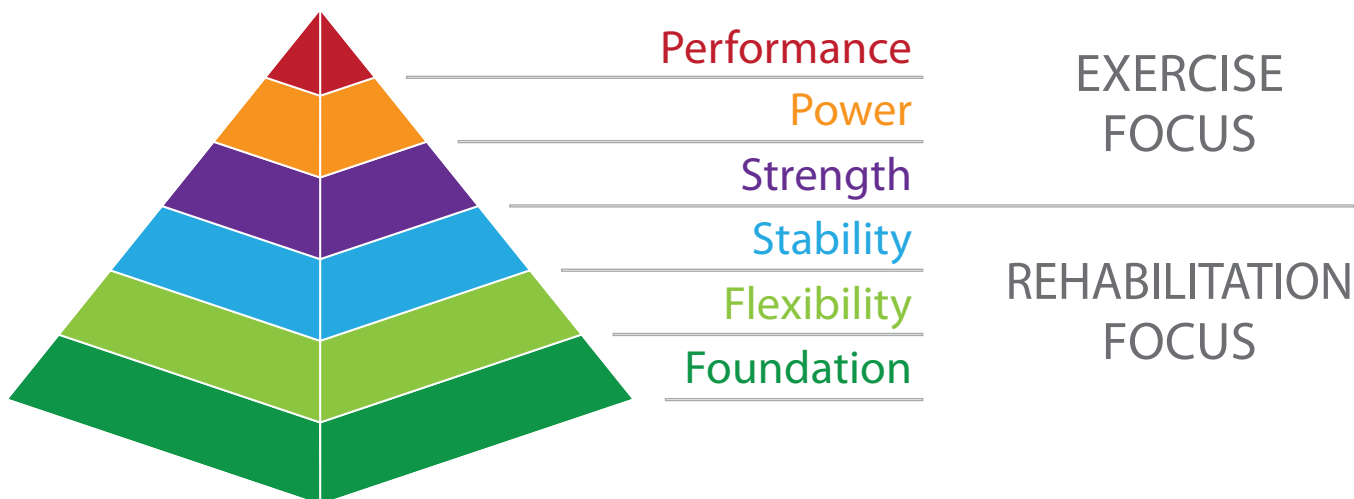 Performance
Power
Strength
EXERCISE
FOCUS
Stability
Flexibility
Foundation
REHABILITATION
FOCUS